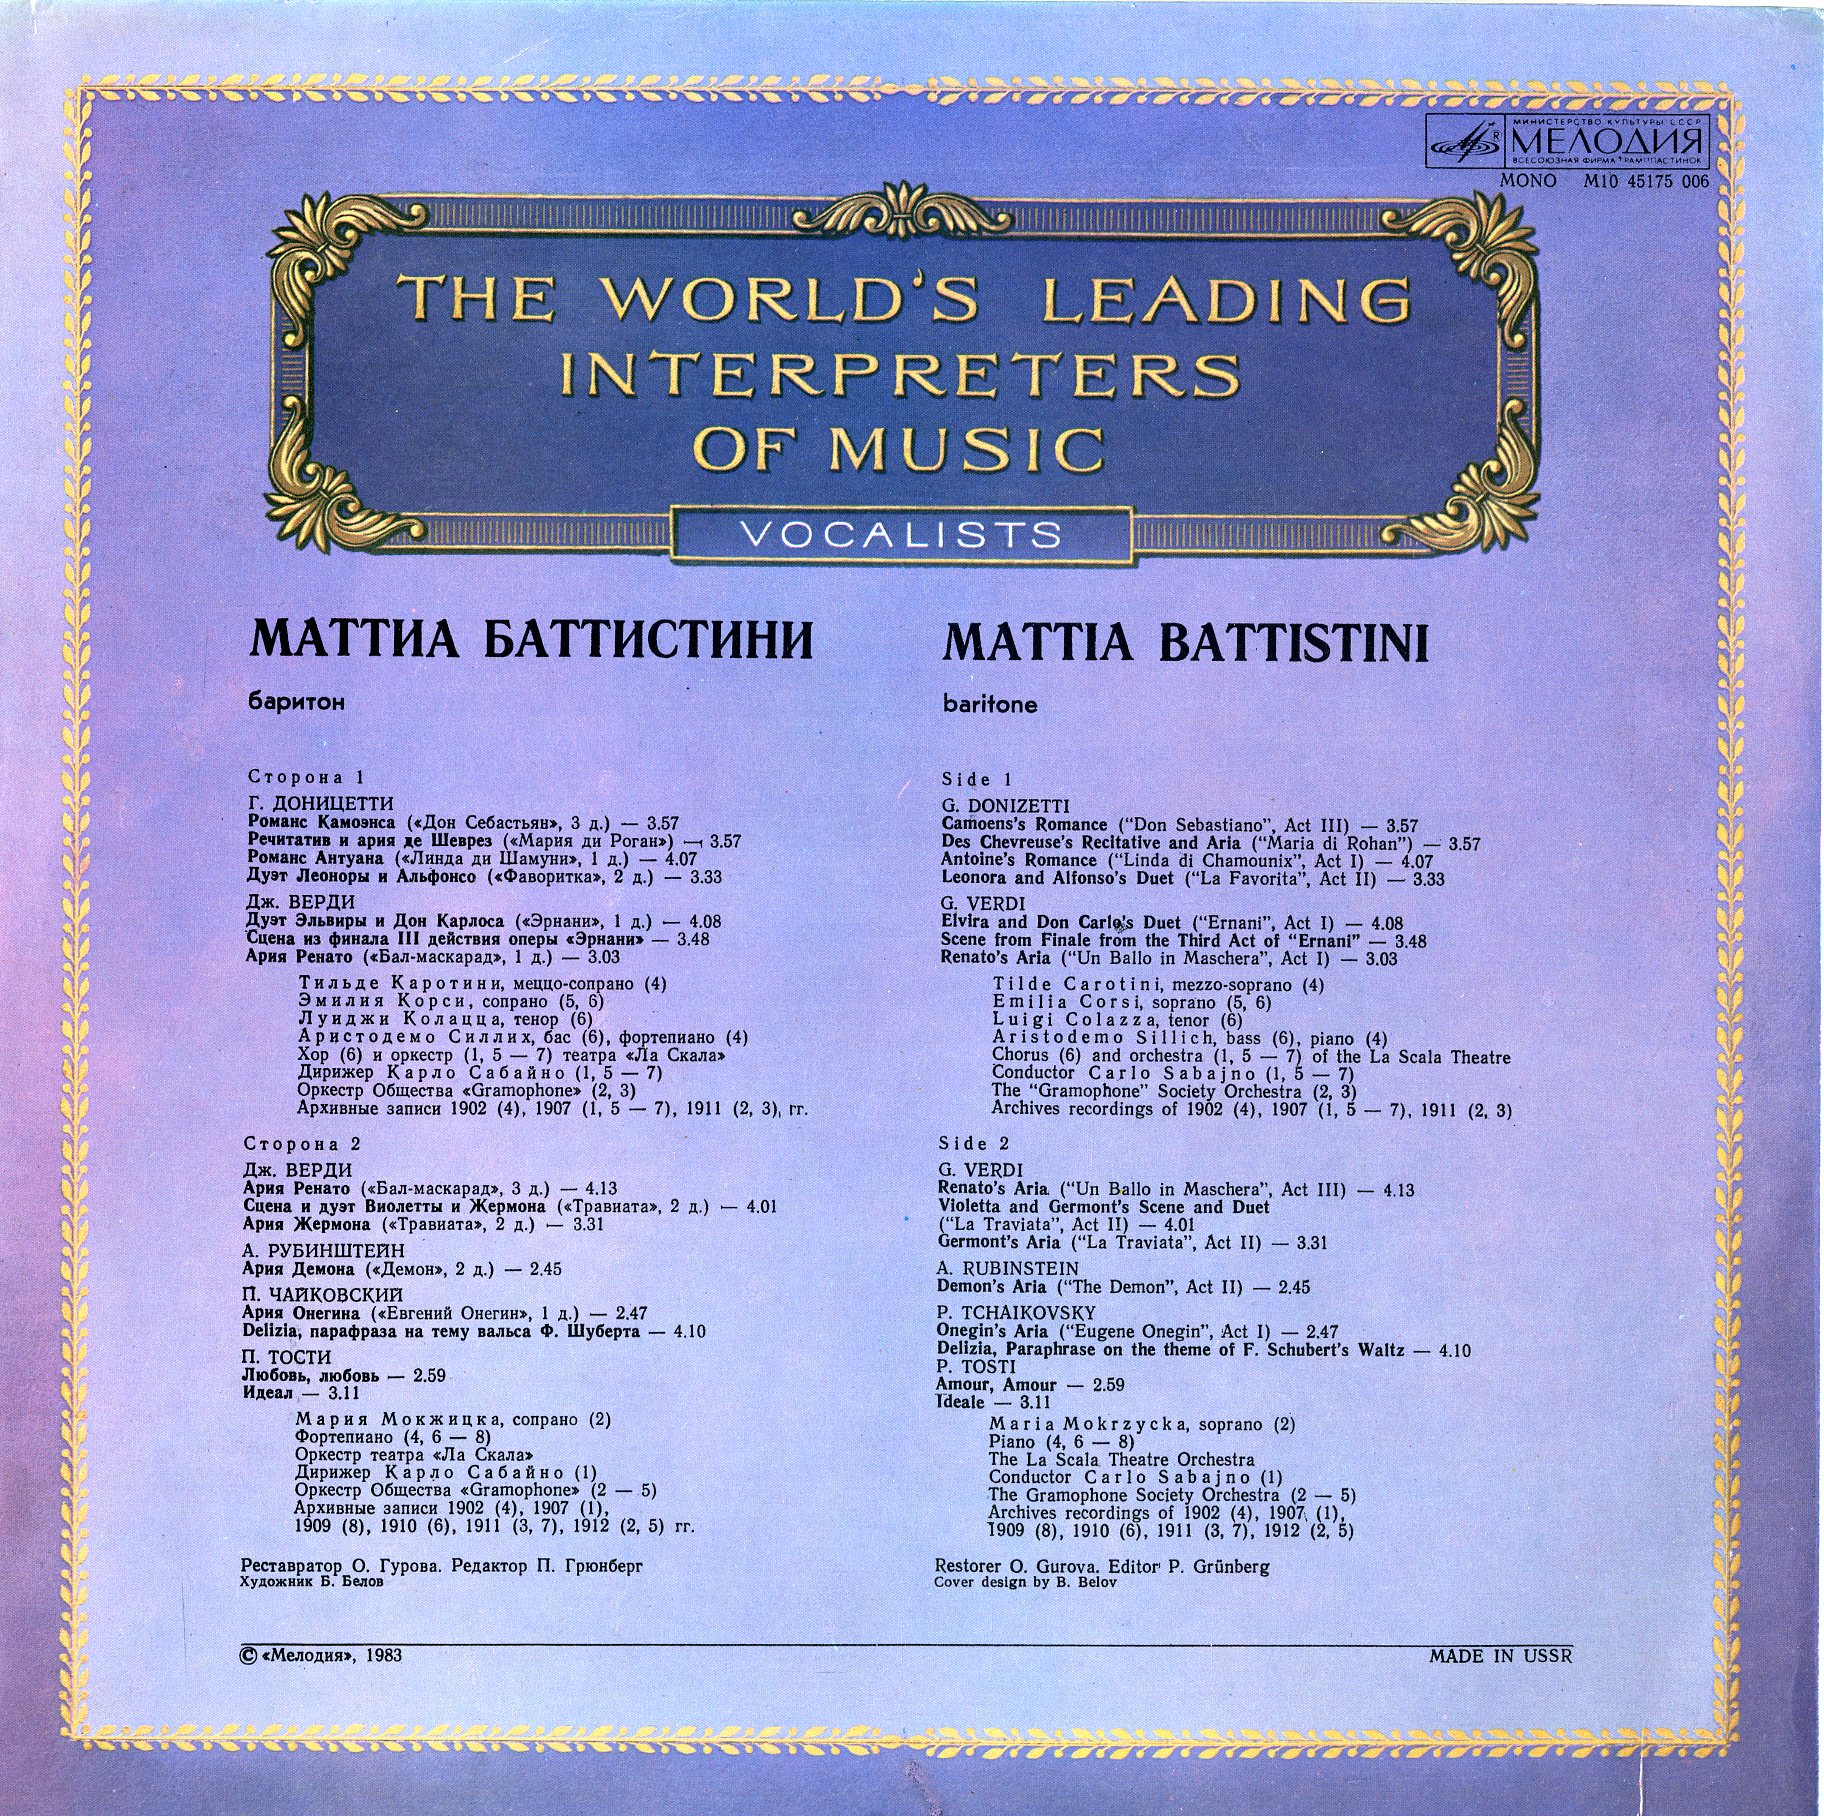 МИНИСТЕРСТВО КУЛЬТУРЫ СССР
МЕЛОДИЯ
ВСЕСОЮЗНАЯ ФИРМА ГРАМПЛАСТИНОК
MONO M10 45175 006
THE WORLD'S LEADING
INTERPRETERS
OF MUSIC
VOCALISTS
МАТТИА БАТТИСТИНИ
баритон
Сторона 1
Г. ДОНИЦЕТТИ
Романс Камоэнса («Дон Себастьян», 3 д.) — 3.57
Речитатив и ария де Шеврез («Мария ди Роган») — 3.57
Романс Антуана («Линда ди Шамуни», 1 д.) — 4.07
Дуэт Леоноры и Альфонсо («Фаворитка», 2 д.) — 3.33
Дж. ВЕРДИ
Дуэт Эльвиры и Дон Карлоса («Эрнани», 1 д.) — 4.08
Сцена из финала III действия оперы «Эрнани» — 3.48
Ария Ренато («Бал-маскарад», 1 д.) — 3.03
Тильде Каротини, меццо-сопрано (4)
Эмилия Корси, сопрано (5, 6)
Луиджи Колацца, тенор (6)
Аристодемо Силлих, бас (6), фортепиано (4)
Хор (6) и оркестр (1, 5 — 7) театра «Ла Скала»
Дирижер Карло Сабайно (1, 5 — 7)
Оркестр Общества «Gramophone» (2, 3)
Архивные записи 1902 (4), 1907 (1, 5 — 7), 1911 (2, 3), гг.
Сторона 2
Дж. ВЕРДИ
Ария Ренато («Бал-маскарад», 3 д.) — 4.13
Сцена и дуэт Виолетты и Жермона («Травиата», 2 д.) — 4.01
Ария Жермона («Травиата», 2 д.) — 3.31
А. РУБИНШТЕЙН
Ария Демона («Демон», 2 д.) — 2.45
П. ЧАЙКОВСКИЙ
Ария Онегина («Евгений Онегин», 1 д.) — 2.47
Delizia, парафраза на тему вальса Ф. Шуберта — 4.10
П. ТОСТИ
Любовь, любовь — 2.59
Идеал — 3.11
Мария Мокжицка, сопрано (2)
Фортепиано (4, 6 — 8)
Оркестр театра «Ла Скала»
Дирижер Карло Сабайно (1)
Оркестр Общества «Gramophone» (2 — 5)
Архивные записи 1902 (4), 1907 (1),
1909 (8), 1910 (6), 1911 (3, 7), 1912 (2, 5) гг.
Реставратор О. Гурова. Редактор П. Грюнберг
Художник Б. Белов
MATTIA BATTISTINI
baritone
Side 1
G. DONIZETTI
Camoens's Romance (“Don Sebastiano”, Act III) — 3.57
Des Chevreuse's Recitative and Aria (“Maria di Rohan”) — 3.57
Antoine's Romance (“Linda di Chamounix”, Act I) — 4.07
Leonora and Alfonso's Duet (“La Favorita”, Act II) — 3.33
G. VERDI
Elvira and Don Carlo's Duet (“Ernani”, Act I) — 4.08
Scene from Finale from the Third Act of “Ernani” — 3.48
Renato's Aria (“Un Ballo in Maschera”, Act I) — 3.03
Tilde Carotini, mezzo-soprano (4)
Emilia Corsi, soprano (5, 6)
Luigi Colazza, tenor (6)
Aristodemo Sillich, bass (6), piano (4)
Chorus (6) and orchestra (1, 5 — 7) of the La Scala Theatre
Conductor Carlo Sabajno (1, 5 — 7)
The “Gramophone” Society Orchestra (2, 3)
Archives recordings of 1902 (4), 1907 (1, 5 — 7), 1911 (2, 3)
Side 2
G. VERDI
Renato's Aria (“Un Ballo in Maschera”, Act III) — 4.13
Violetta and Germont's Scene and Duet
(“La Traviata”, Act II) — 4.01
Germont's Aria (“La Traviata”, Act II) — 3.31
A. RUBINSTEIN
Demon's Aria (“The Demon”, Act II) — 2.45
P. TCHAIKOVSKY
Onegin's Aria (“Eugene Onegin”, Act I) — 2.47
Delizia, Paraphrase on the theme of F. Schubert's Waltz — 4.10
P. TOSTI
Amour, Amour — 2.59
Ideale — 3.11
Maria Mokrzycka, soprano (2)
Piano (4, 6 — 8)
The La Scala Theatre Orchestra
Conductor Carlo Sabajno (1)
The Gramophone Society Orchestra (2 — 5)
Archives recordings of 1902 (4), 1907 (1),
1909 (8), 1910 (6), 1911 (3, 7), 1912 (2, 5)
Restorer O. Gurova. Editor P. Grünberg
Cover design by B. Belov
© «Мелодия», 1983
MADE IN USSR